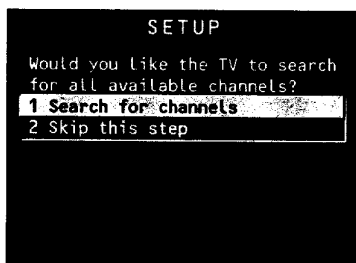 SETUP
Would you like the TV to search
for all available channels?
1 Search for channels
2 Skip this step